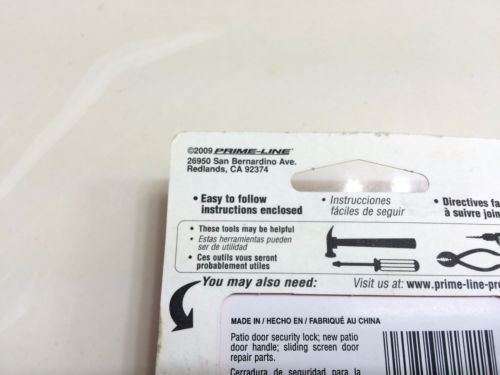 ©2009 PRIME-LINE®
26950 San Bernardino Ave.
Redlands, CA 92374
• Easy to follow
instructions enclosed
• Instrucciones
fáciles de seguir
• Directives
à suivre
• These tools may be helpful
• Estas herramientas pueden
ser de utilidad
• Ces outils vous seront
probablement utiles
You may also need:
Visit us at: www.prime-line-pro
MADE IN / HECHO EN / FABRIQUÉ AU CHINA
Patio door security lock; new patio
door handle; sliding screen door
repair parts.
Cerradura de seguridad para la